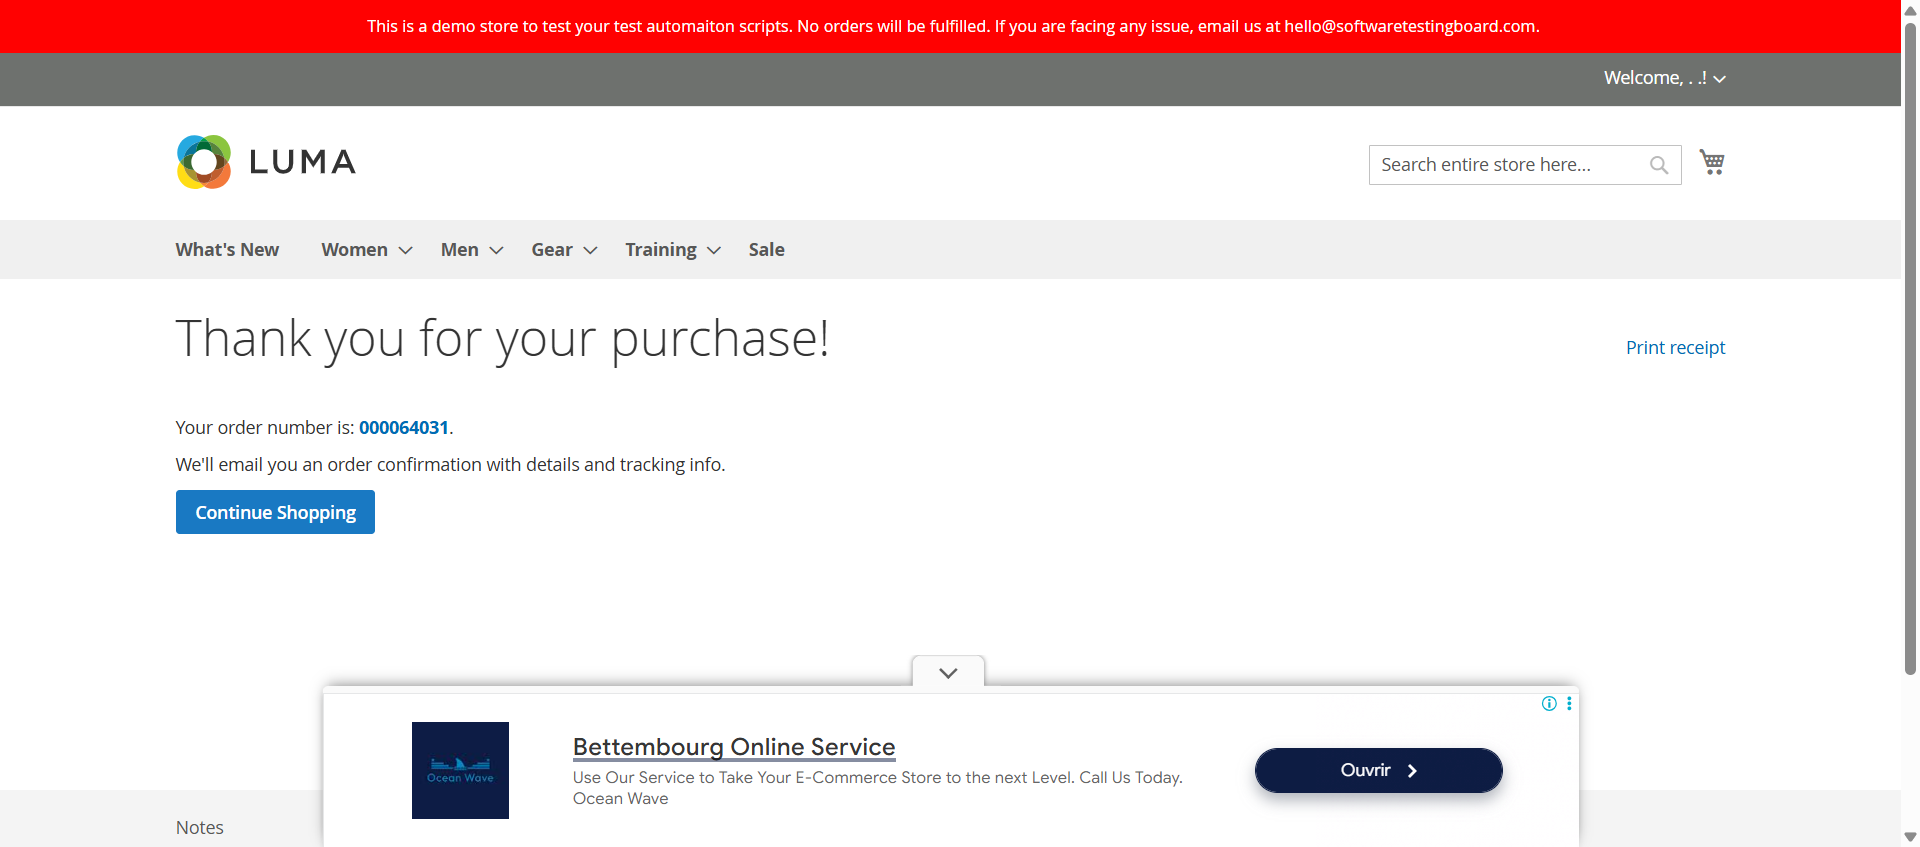 This is a demo store to test your test automaiton scripts. No orders will be fulfilled. If you are facing any issue, email us at hello@softwaretestingboard.com.
Welcome, . .!
LUMA
Search entire store here...
What's New Women Men Gear Training Sale
Thank you for your purchase!
Print receipt
Your order number is: 000064031.
We'll email you an order confirmation with details and tracking info.
Continue Shopping
Ocean Wave
Bettembourg Online Service
Use Our Service to Take Your E-Commerce Store to the next Level. Call Us Today.
Ocean Wave
Ouvrir
Notes